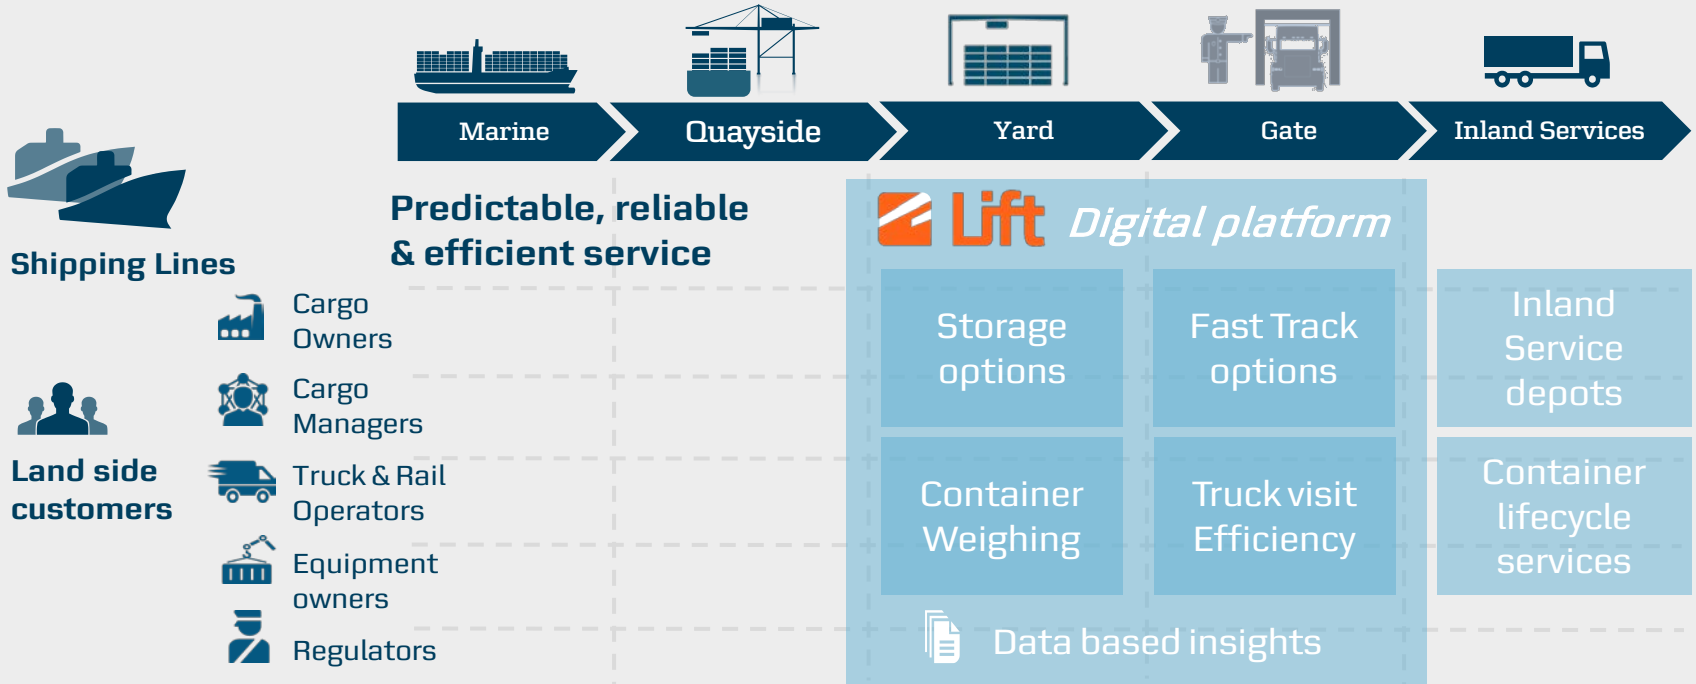 Marine
Quayside
Yard
Gate
Inland Services
Shipping Lines
Predictable, reliable
& efficient service
Lift Digital platform
Cargo
Owners
Cargo
Managers
Land side
customers
Truck & Rail
Operators
Equipment
owners
Regulators
Storage
options
Fast Track
options
Inland
Service
depots
Container
Weighing
Truck visit
Efficiency
Container
lifecycle
services
Data based insights